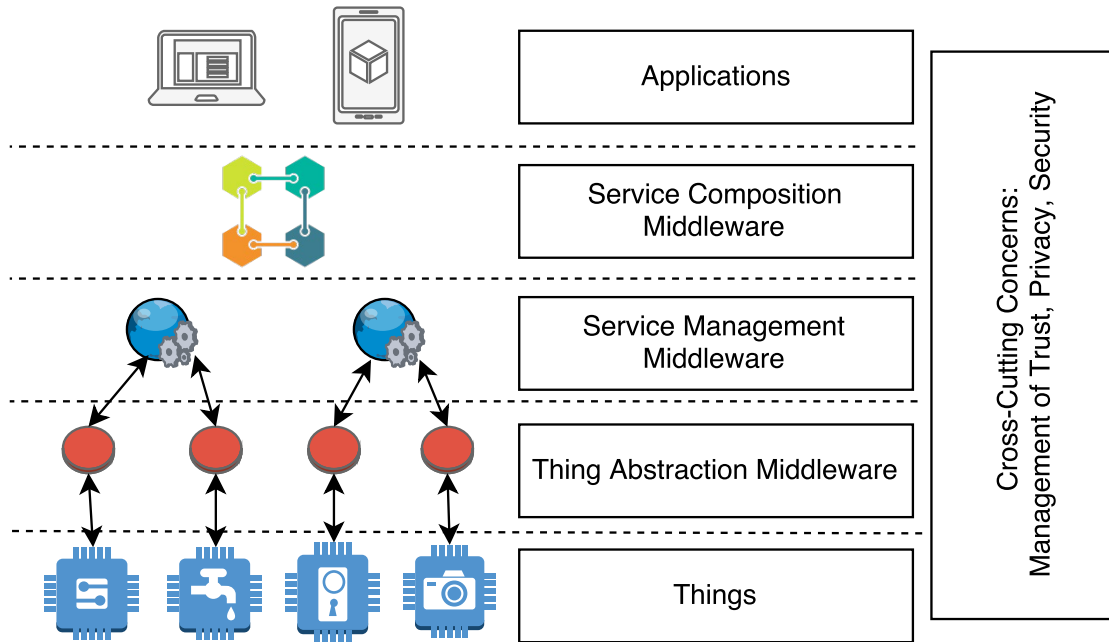 Applications
Service Composition
Middleware
Service Management
Middleware
Thing Abstraction Middleware
Things
Cross-Cutting Concerns:
Management of Trust, Privacy, Security